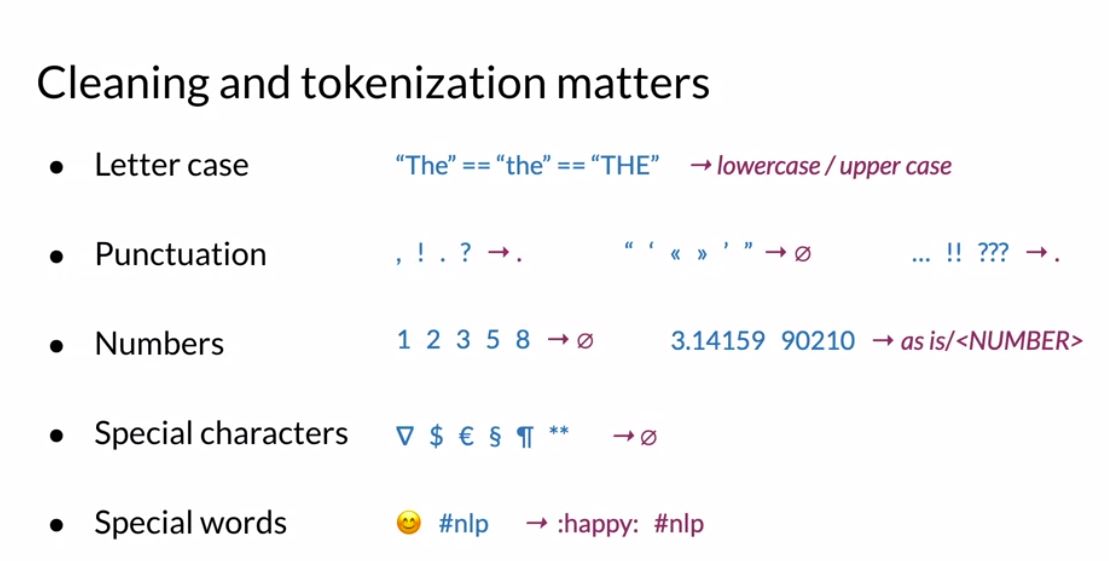 Cleaning and tokenization matters
● Letter case “The” == “the” == “THE” → lowercase / upper case
● Punctuation , ! . ? → . “ ‘ « » ’ ” → ∅ ... !! ??? → .
● Numbers 1 2 3 5 8 → ∅ 3.14159 90210 → as is/<NUMBER>
● Special characters ∇ $ € § ¶ ** → ∅
● Special words 😊 #nlp → :happy: #nlp